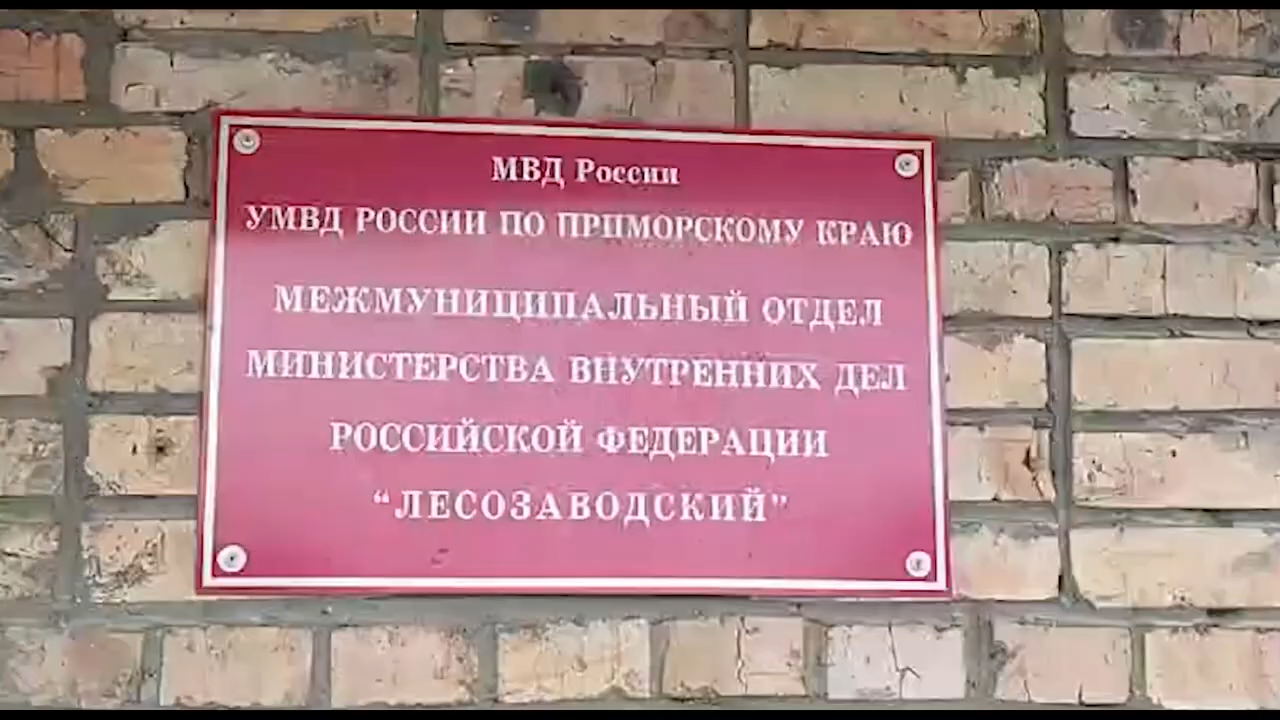 МВД России
УМВД РОССИИ ПО ПРИМОРСКОМУ КРАЮ
МЕЖМУНИЦИПАЛЬНЫЙ ОТДЕЛ
МИНИСТЕРСТВА ВНУТРЕННИХ ДЕЛ
РОССИЙСКОЙ ФЕДЕРАЦИИ
“ЛЕСОЗАВОДСКИЙ”